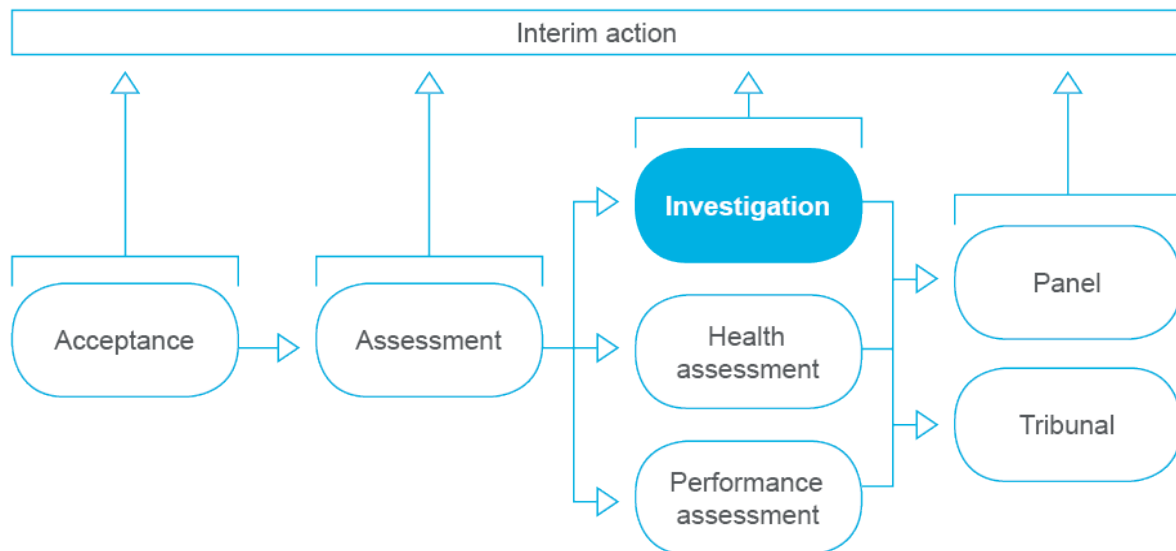 Interim action
Acceptance
Assessment
Investigation
Health
assessment
Performance
assessment
Panel
Tribunal